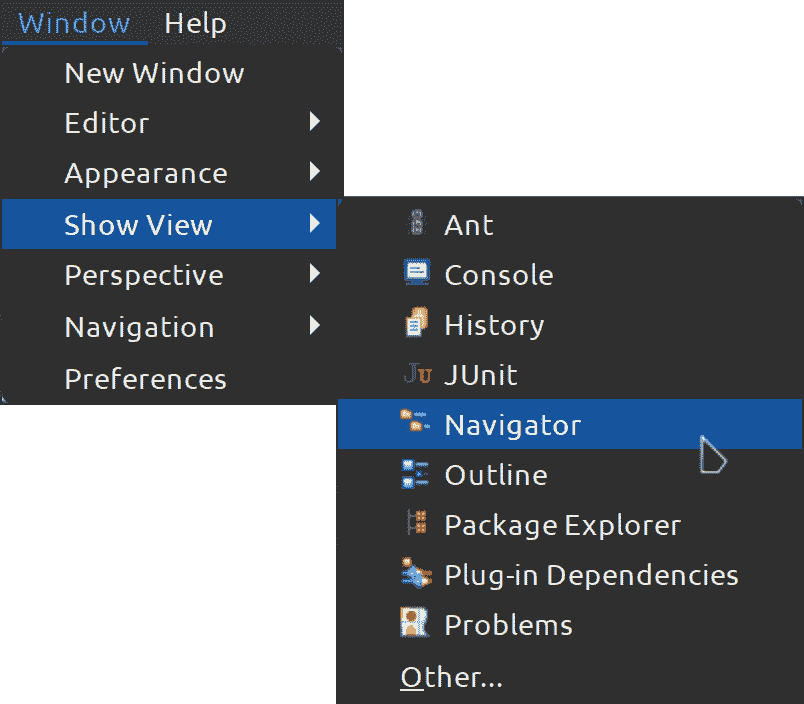 Window Help
New Window
Editor
Appearance
Show View
Perspective
Navigation
Preferences
Ant
Console
History
Ju JUnit
Navigator
Outline
Package Explorer
Plug-in Dependencies
Problems
Other...